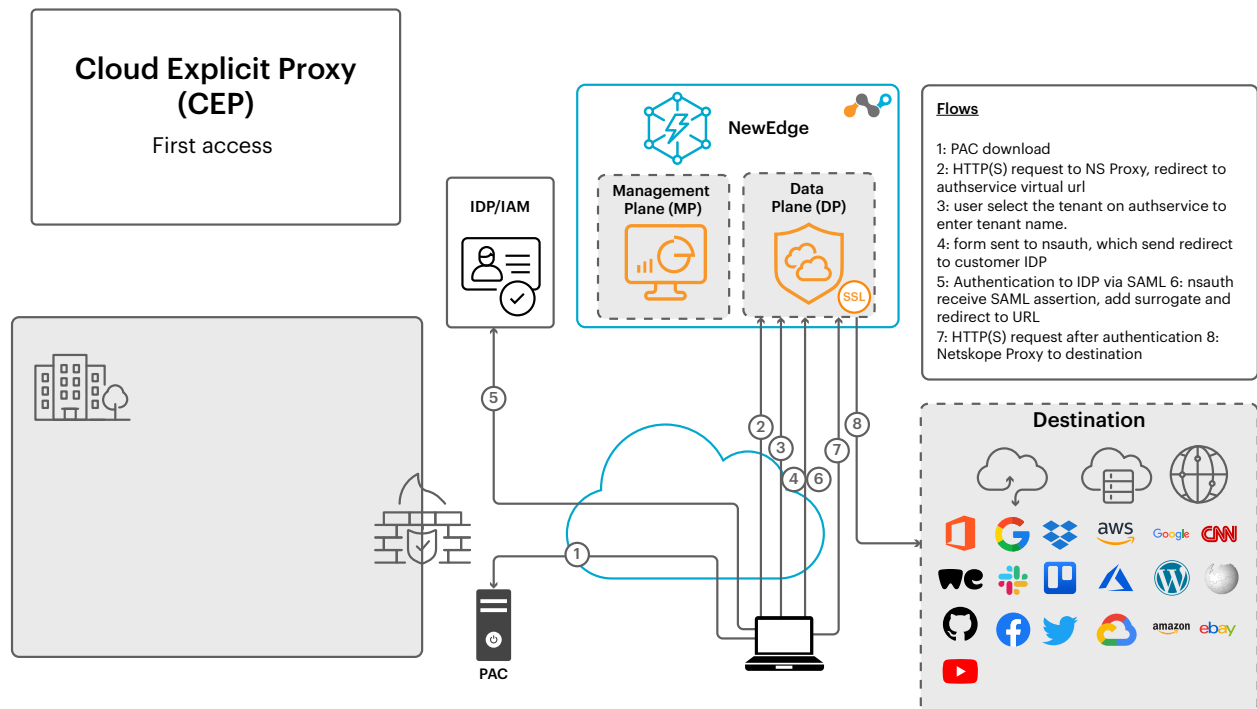 Cloud Explicit Proxy
(CEP)
First access
IDP/IAM
NewEdge
Management
Plane (MP)
Data
Plane (DP)
SSL
Flows
1: PAC download
2: HTTP(S) request to NS Proxy, redirect to
authservice virtual url
3: user select the tenant on authservice to
enter tenant name.
4: form sent to nsauth, which send redirect
to customer IDP
5: Authentication to IDP via SAML 6: nsauth
receive SAML assertion, add surrogate and
redirect to URL
7: HTTP(S) request after authentication 8:
Netskope Proxy to destination
5
2
3
4
6
7
8
1
PAC
Destination
aws
Google
CNN
we
amazon
ebay